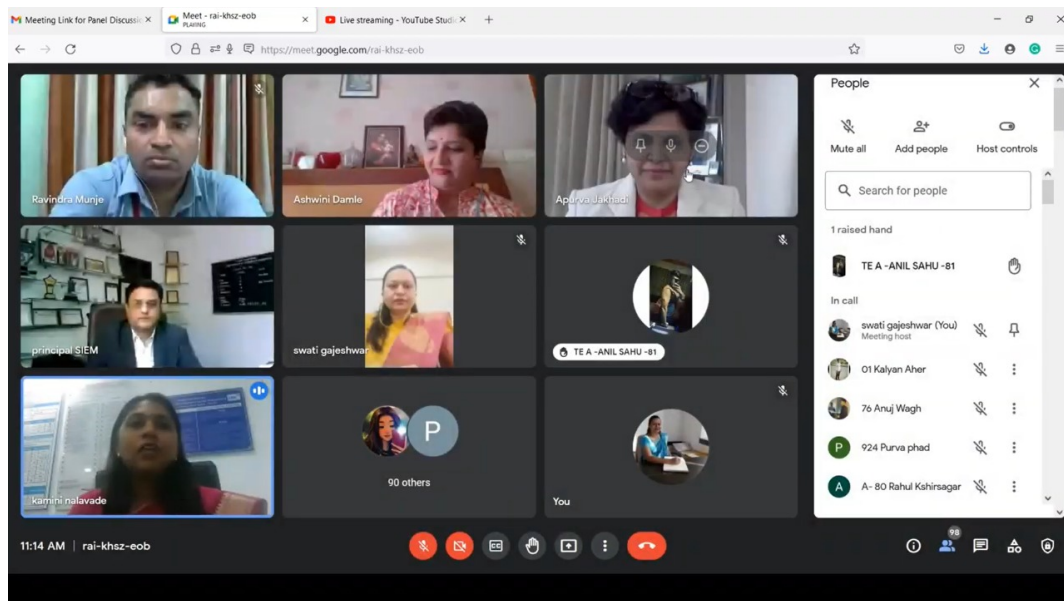 Meeting Link for Panel Discussic
Meet - rai-khsz-eob
PLAYING
Live streaming - YouTube Studi
https://meet.google.com/rai-khsz-eob
Ravindra Munje
Ashwini Damle
Apurva Jakhadi
principal SIEM
swati gajeshwar
TE A -ANIL SAHU -81
kamini nalavade
P
90 others
You
People
Mute all
Add people
Host controls
Search for people
1 raised hand
TE A -ANIL SAHU -81
In call
swati gajeshwar (You)
Meeting host
01 Kalyan Aher
76 Anuj Wagh
P
924 Purva phad
A
A- 80 Rahul Kshirsagar
11:14 AM | rai-khsz-eob
CC
98